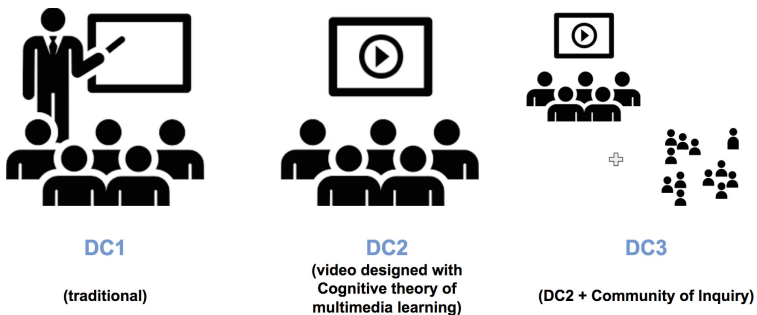 DC1
(traditional)
DC2
(video designed with
Cognitive theory of
multimedia learning)
DC3
(DC2 + Community of Inquiry)